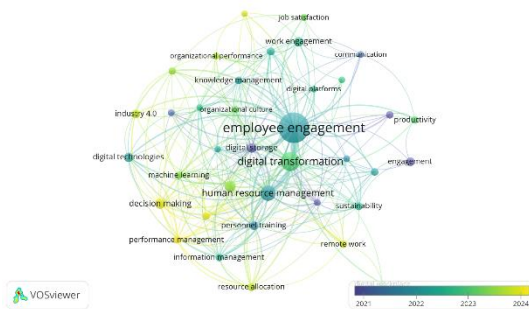 job satisfaction
work engagement
communication
organizational performance
knowledge management
digital platforms
industry 4.0
organizational culture
productivity
employee engagement
digital storage
digital technologies
digital transformation
engagement
machine learning
human resource management
decision making
sustainability
personnel training
performance management
remote work
information management
resource allocation
VOSviewer
2021 2022 2023 2024